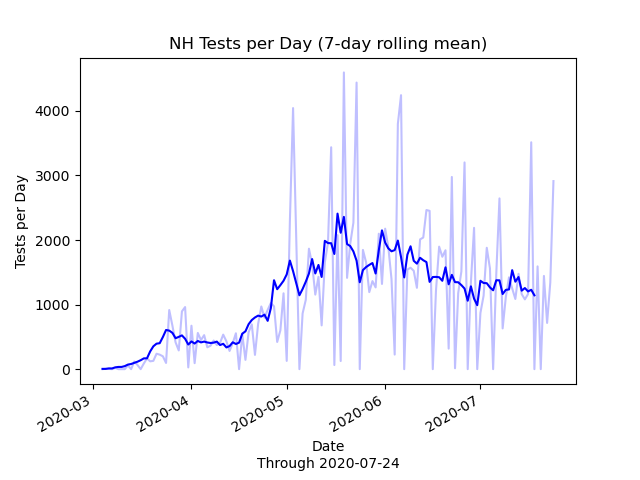 NH Tests per Day (7-day rolling mean)
Tests per Day
4000
3000
2000
1000
0
2020-03
2020-04
2020-05
2020-06
2020-07
Date
Through 2020-07-24